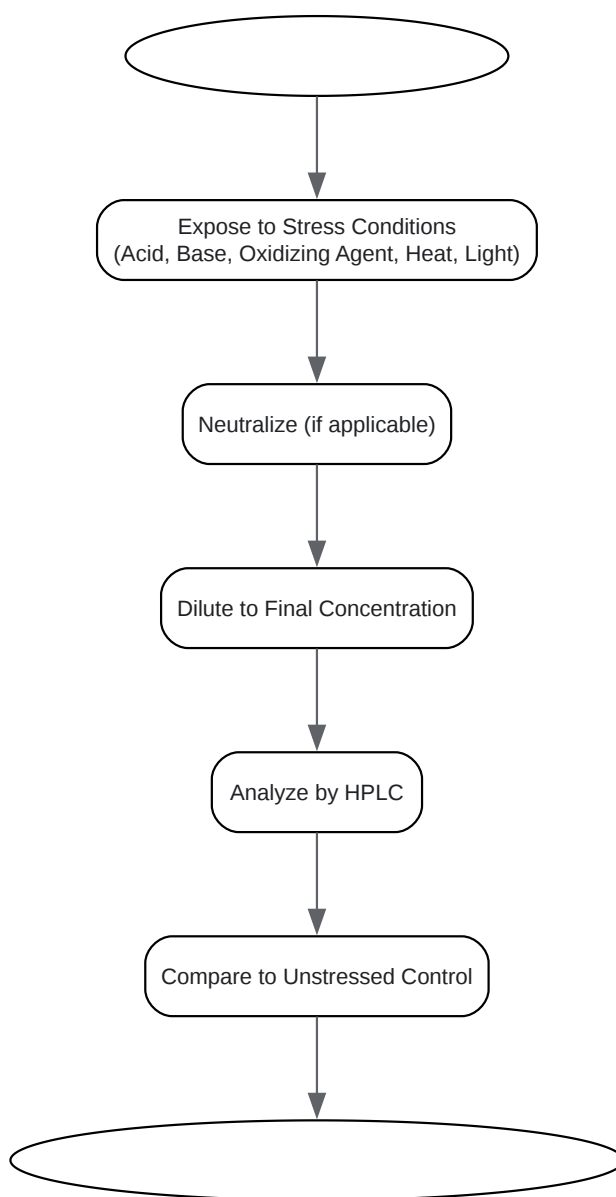 Expose to Stress Conditions
(Acid, Base, Oxidizing Agent, Heat, Light)
Neutralize (if applicable)
Dilute to Final Concentration
Analyze by HPLC
Compare to Unstressed Control